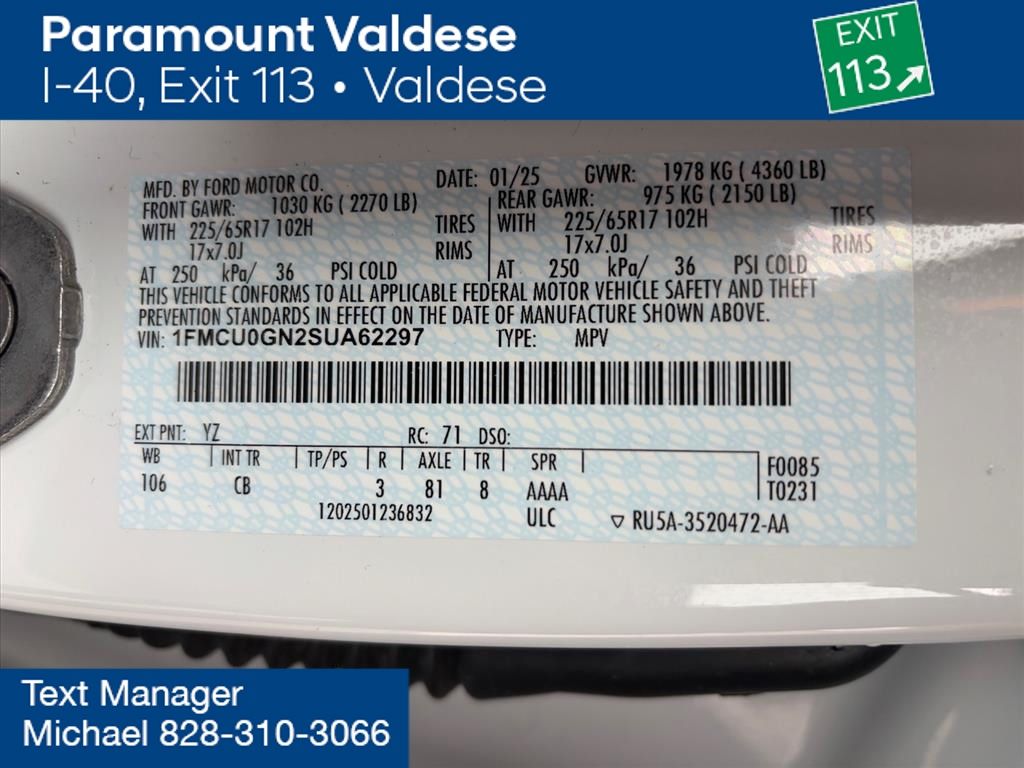 Paramount Valdese
I-40, Exit 113 • Valdese
EXIT
113
MFD. BY FORD MOTOR CO. DATE: 01/25 GVWR: 1978 KG ( 4360 LB)
FRONT GAWR: 1030 KG ( 2270 LB) REAR GAWR: 975 KG ( 2150 LB)
WITH 225/65R17 102H TIRES WITH 225/65R17 102H TIRES
17x7.0J RIMS 17x7.0J RIMS
AT 250 kPa/ 36 PSI COLD AT 250 kPa/ 36 PSI COLD
THIS VEHICLE CONFORMS TO ALL APPLICABLE FEDERAL MOTOR VEHICLE SAFETY AND THEFT
PREVENTION STANDARDS IN EFFECT ON THE DATE OF MANUFACTURE SHOWN ABOVE.
VIN: 1FMCU0GN2SUA62297 TYPE: MPV
EXT PNT: YZ RC: 71 DSO:
WB INT TR TP/PS R AXLE TR SPR F0085
106 CB 3 81 8 AAAA T0231
1202501236832 ULC ▽ RU5A-3520472-AA
Text Manager
Michael 828-310-3066